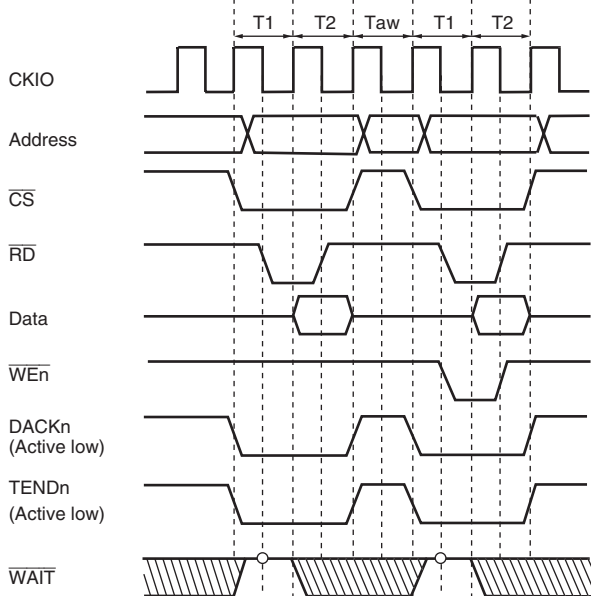 T1 T2 Taw T1 T2
CKIO
Address
CS
RD
Data
WEn
DACKn
(Active low)
TENDn
(Active low)
WAIT